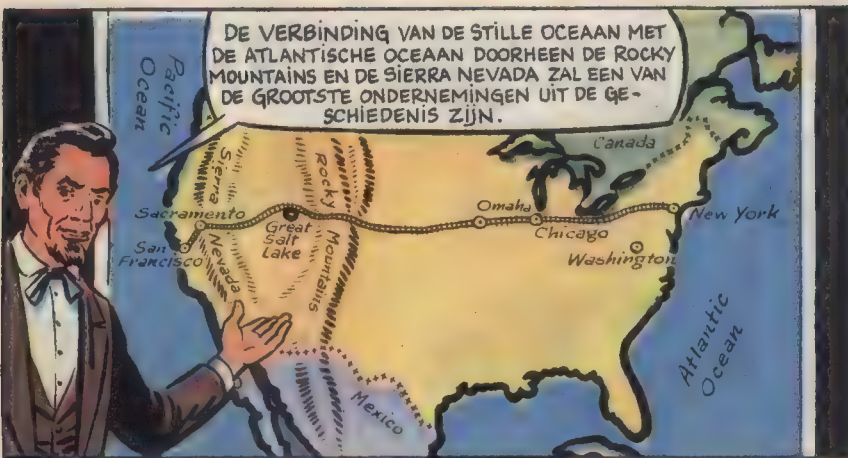 DE VERBINDING VAN DE STILLE OCEAAN MET
DE ATLANTISCHE OCEAAN DOORHEEN DE ROCKY
MOUNTAINS EN DE SIERRA NEVADA ZAL EEN VAN
DE GROOTSTE ONDERNEMINGEN UIT DE GE-
SCHIEDENIS ZIJN.
Pacific
Ocean
Canada
Sierra
Nevada
Rocky
Mountains
Sacramento
San
Francisco
Great
Salt
Lake
Omaha
Chicago
New York
Washington
Atlantic
Ocean
Mexico